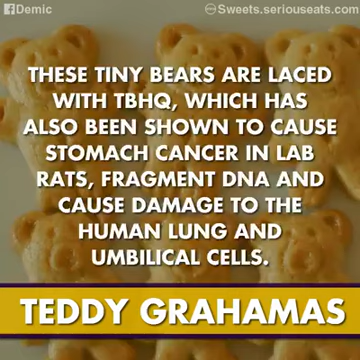 Demic
Sweets.seriouseats.com
THESE TINY BEARS ARE LACED
WITH TBHQ, WHICH HAS
ALSO BEEN SHOWN TO CAUSE
STOMACH CANCER IN LAB
RATS, FRAGMENT DNA AND
CAUSE DAMAGE TO THE
HUMAN LUNG AND
UMBILICAL CELLS.
TEDDY GRAHAMAS